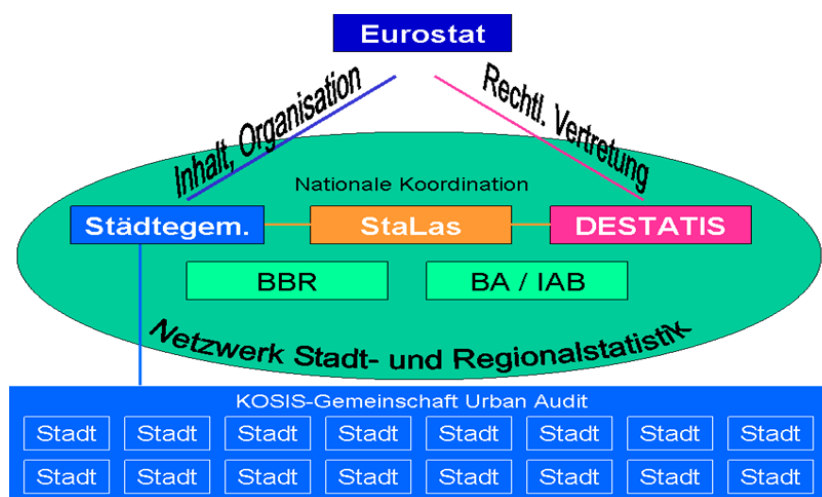 Eurostat
Inhalt, Organisation
Rechtl. Vertretung
Nationale Koordination
Städtegem. StaLas DESTATIS
BBR BA / IAB
Netzwerk Stadt- und Regionalstatistik
KOSIS-Gemeinschaft Urban Audit
Stadt Stadt Stadt Stadt Stadt Stadt Stadt Stadt
Stadt Stadt Stadt Stadt Stadt Stadt Stadt Stadt